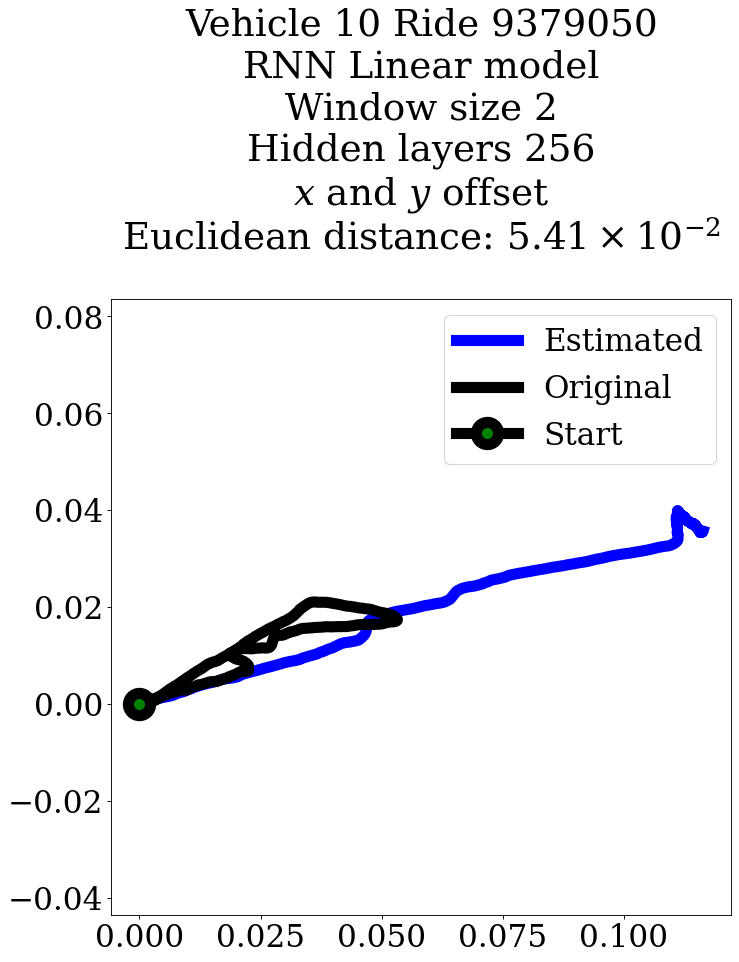 Vehicle 10 Ride 9379050
RNN Linear model
Window size 2
Hidden layers 256
x and y offset
Euclidean distance: 5.41 × 10⁻²
Estimated
Original
Start
0.08
0.06
0.04
0.02
0.00
−0.02
−0.04
0.000 0.025 0.050 0.075 0.100